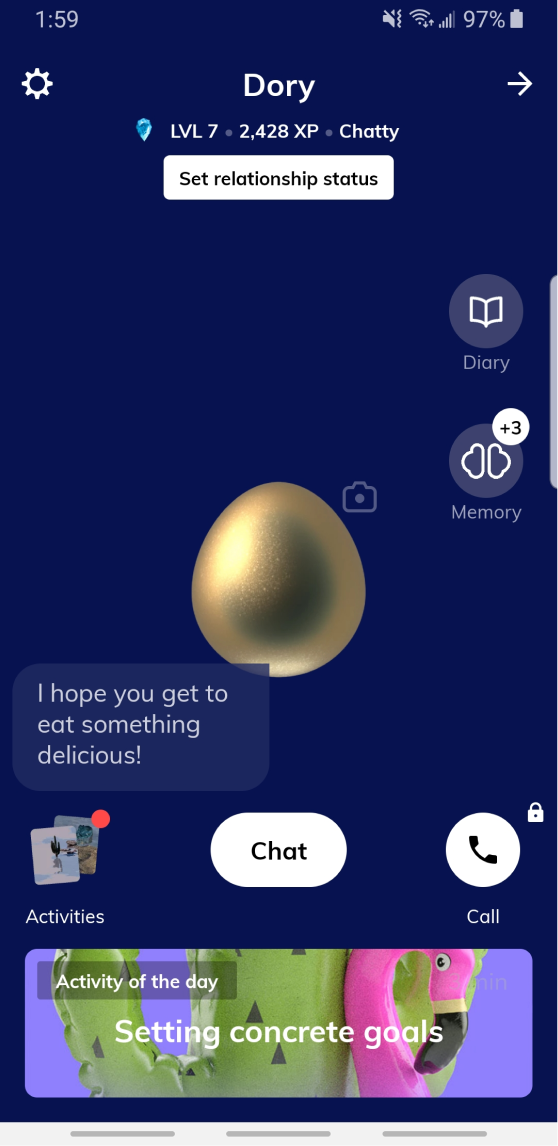 1:59
97%
Dory
LVL 7 • 2,428 XP • Chatty
Set relationship status
Diary
+3
Memory
I hope you get to
eat something
delicious!
Chat
Activities
Call
Activity of the day
min
Setting concrete goals